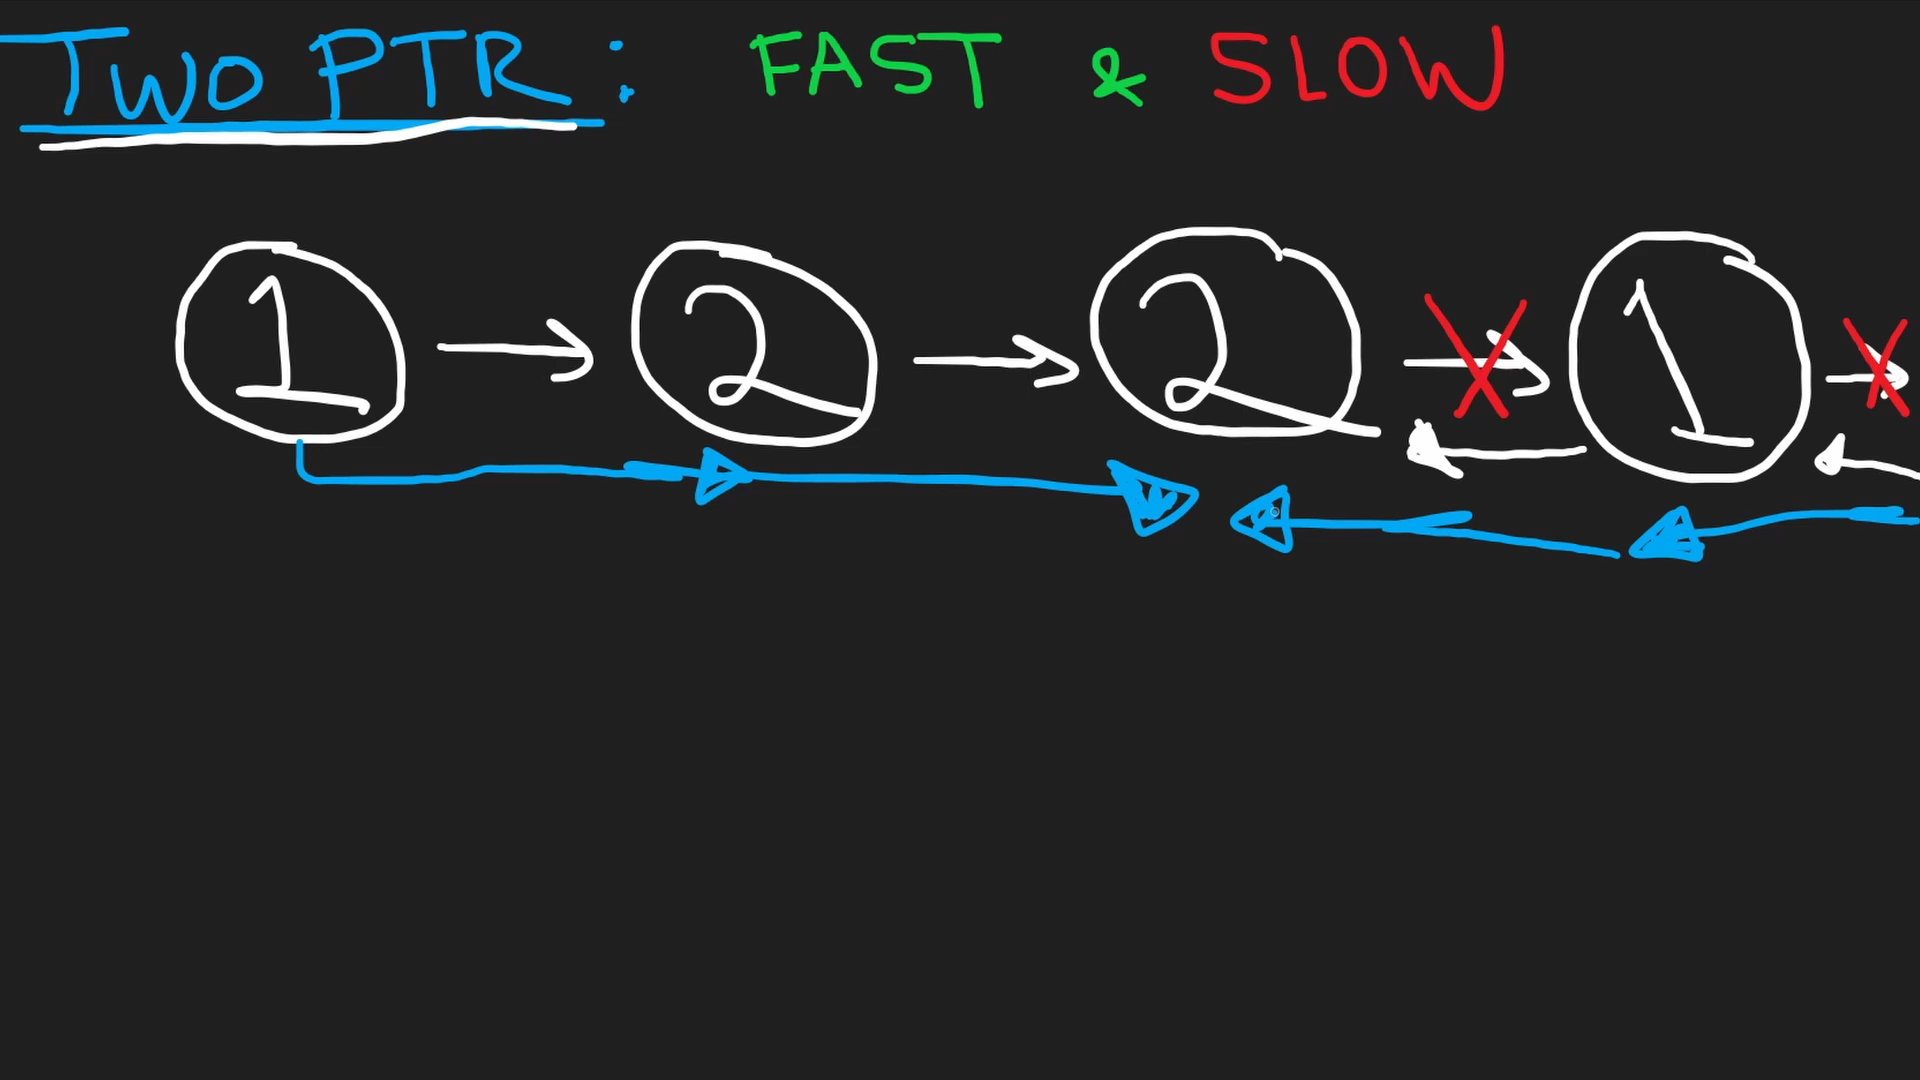 TWO PTR: FAST & SLOW
1 → 2 → 2 → 1 →